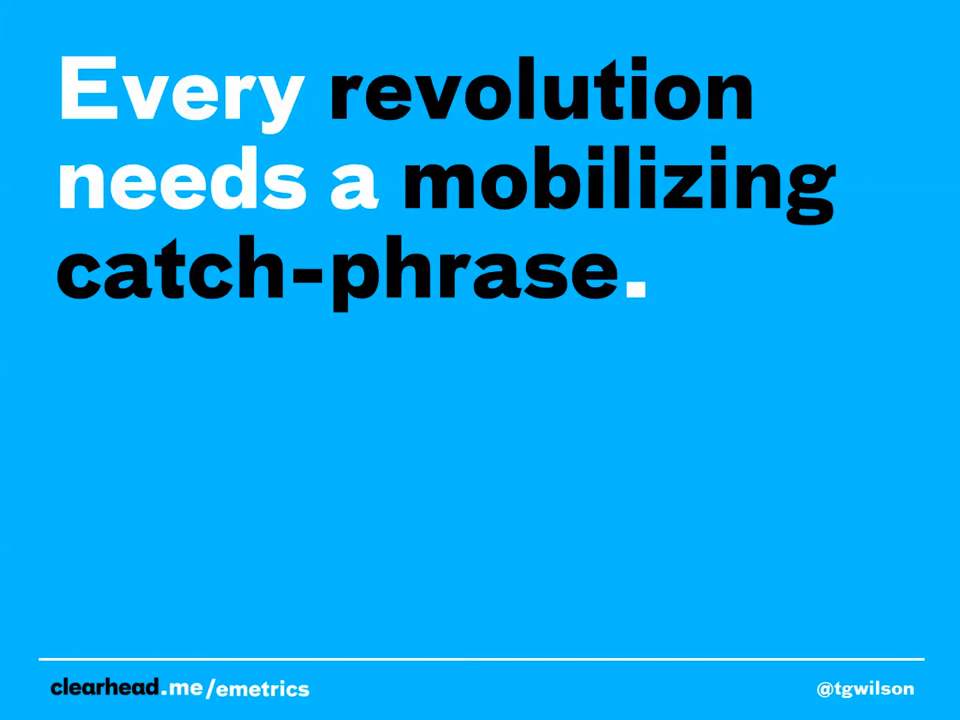 Every revolution
needs a mobilizing
catch-phrase.
clearhead.me/emetrics
@tgwilson